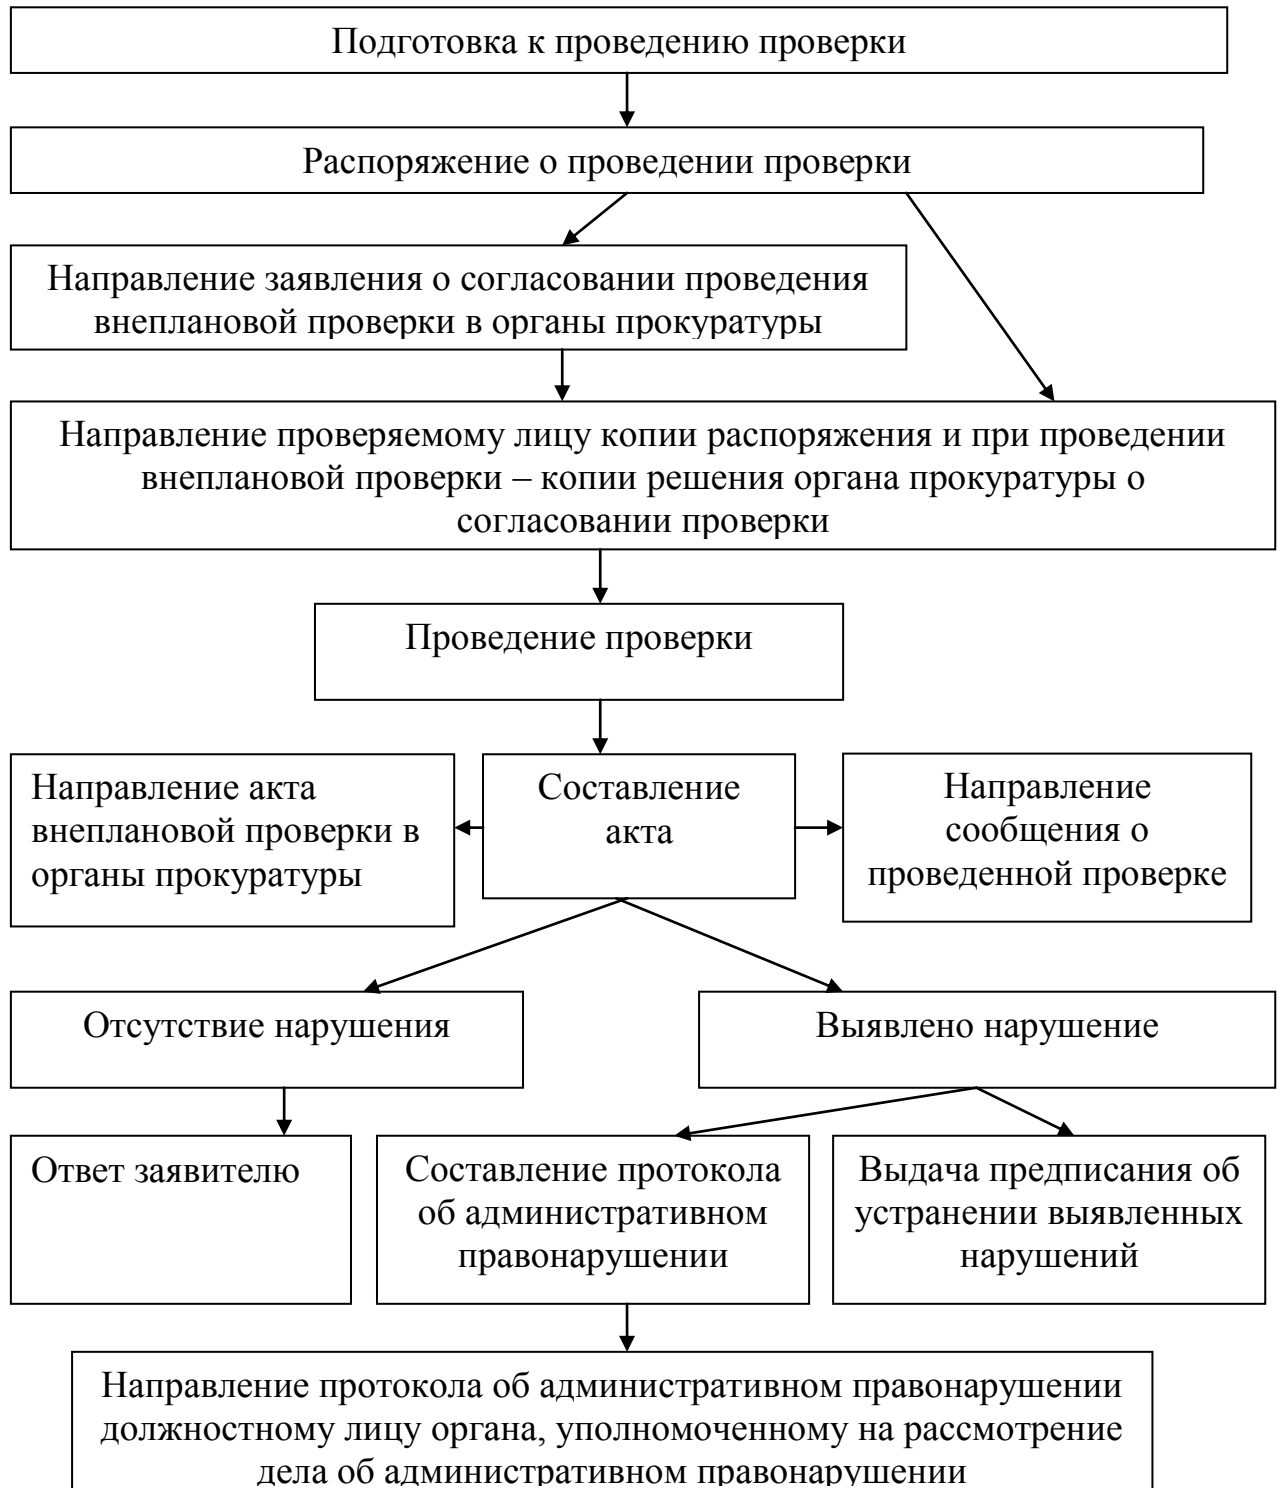 Подготовка к проведению проверки
Распоряжение о проведении проверки
Направление заявления о согласовании проведения
внеплановой проверки в органы прокуратуры
Направление проверяемому лицу копии распоряжения и при проведении
внеплановой проверки – копии решения органа прокуратуры о
согласовании проверки
Проведение проверки
Направление акта
внеплановой проверки в
органы прокуратуры
Составление
акта
Направление
сообщения о
проведенной проверке
Отсутствие нарушения
Выявлено нарушение
Ответ заявителю
Составление протокола
об административном
правонарушении
Выдача предписания об
устранении выявленных
нарушений
Направление протокола об административном правонарушении
должностному лицу органа, уполномоченному на рассмотрение
дела об административном правонарушении